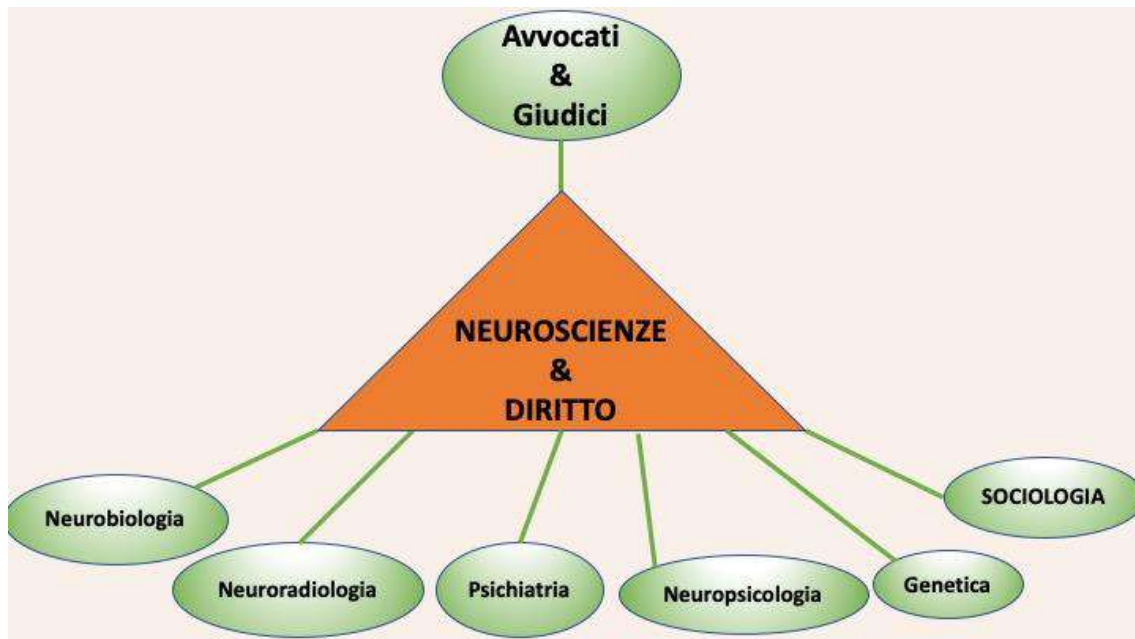 Avvocati
&
Giudici
NEUROSCIENZE
&
DIRITTO
Neurobiologia
Neuroradiologia
Psichiatria
Neuropsicologia
Genetica
SOCIOLOGIA